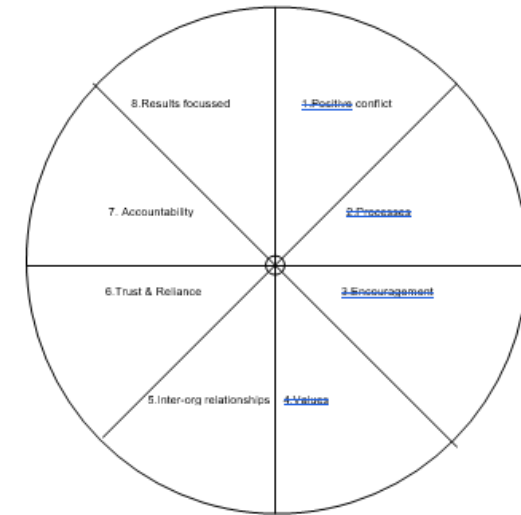 8.Results focussed
1.Positive conflict
7. Accountability
2.Processes
6.Trust & Reliance
3.Encouragement
5.Inter-org relationships
4.Values